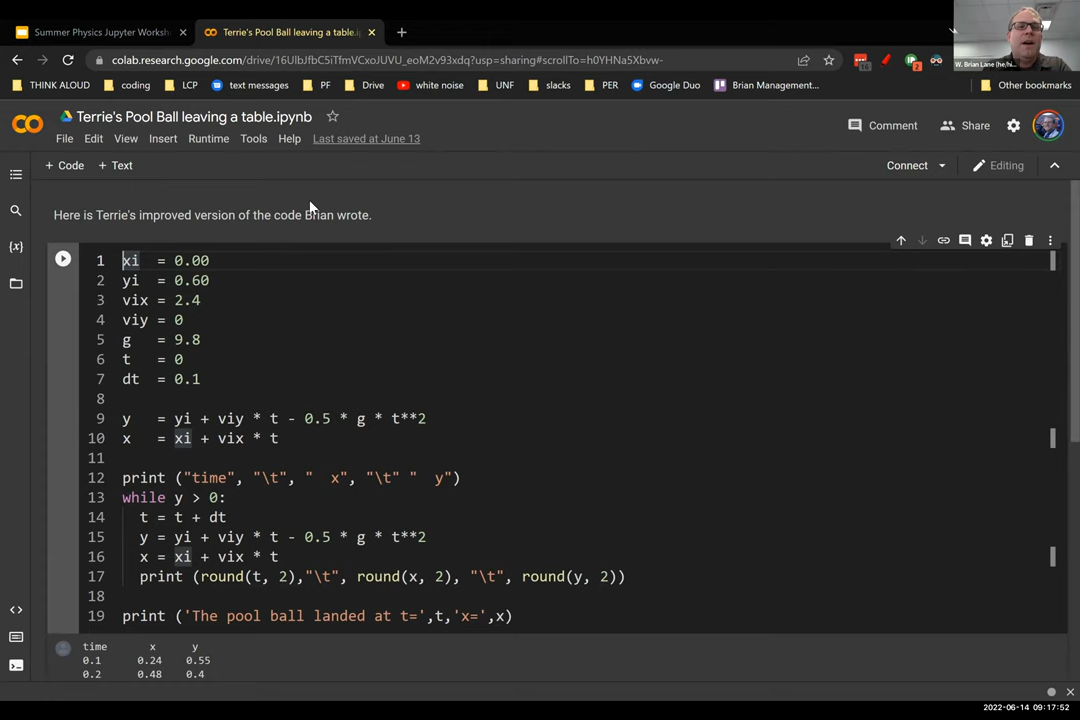 Summer Physics Jupyter Worksh
Terrie's Pool Ball leaving a table.i
colab.research.google.com/drive/16UIbJfbC5iTfmVCxoJUVU_eoM2v93xdq?usp=sharing#scrollTo=h0YHNa5Xbvw-
16
2
W. Brian Lane (he/hi
THINK ALOUD
coding
LCP
text messages
PF
Drive
white noise
UNF
slacks
PER
Google Duo
Brian Management...
Other bookmarks
Terrie's Pool Ball leaving a table.ipynb
File Edit View Insert Runtime Tools Help Last saved at June 13
Comment
Share
+ Code + Text
Connect
Editing
Here is Terrie's improved version of the code Brian wrote.
1 xi = 0.00
2 yi = 0.60
3 vix = 2.4
4 viy = 0
5 g = 9.8
6 t = 0
7 dt = 0.1
8
9 y = yi + viy * t - 0.5 * g * t**2
10 x = xi + vix * t
11
12 print ("time", "\t", "  x", "\t" "  y")
13 while y > 0:
14 t = t + dt
15 y = yi + viy * t - 0.5 * g * t**2
16 x = xi + vix * t
17 print (round(t, 2),"\t", round(x, 2), "\t", round(y, 2))
18
19 print ('The pool ball landed at t=',t,'x=',x)
time x y
0.1 0.24 0.55
0.2 0.48 0.4
2022-06-14 09:17:52